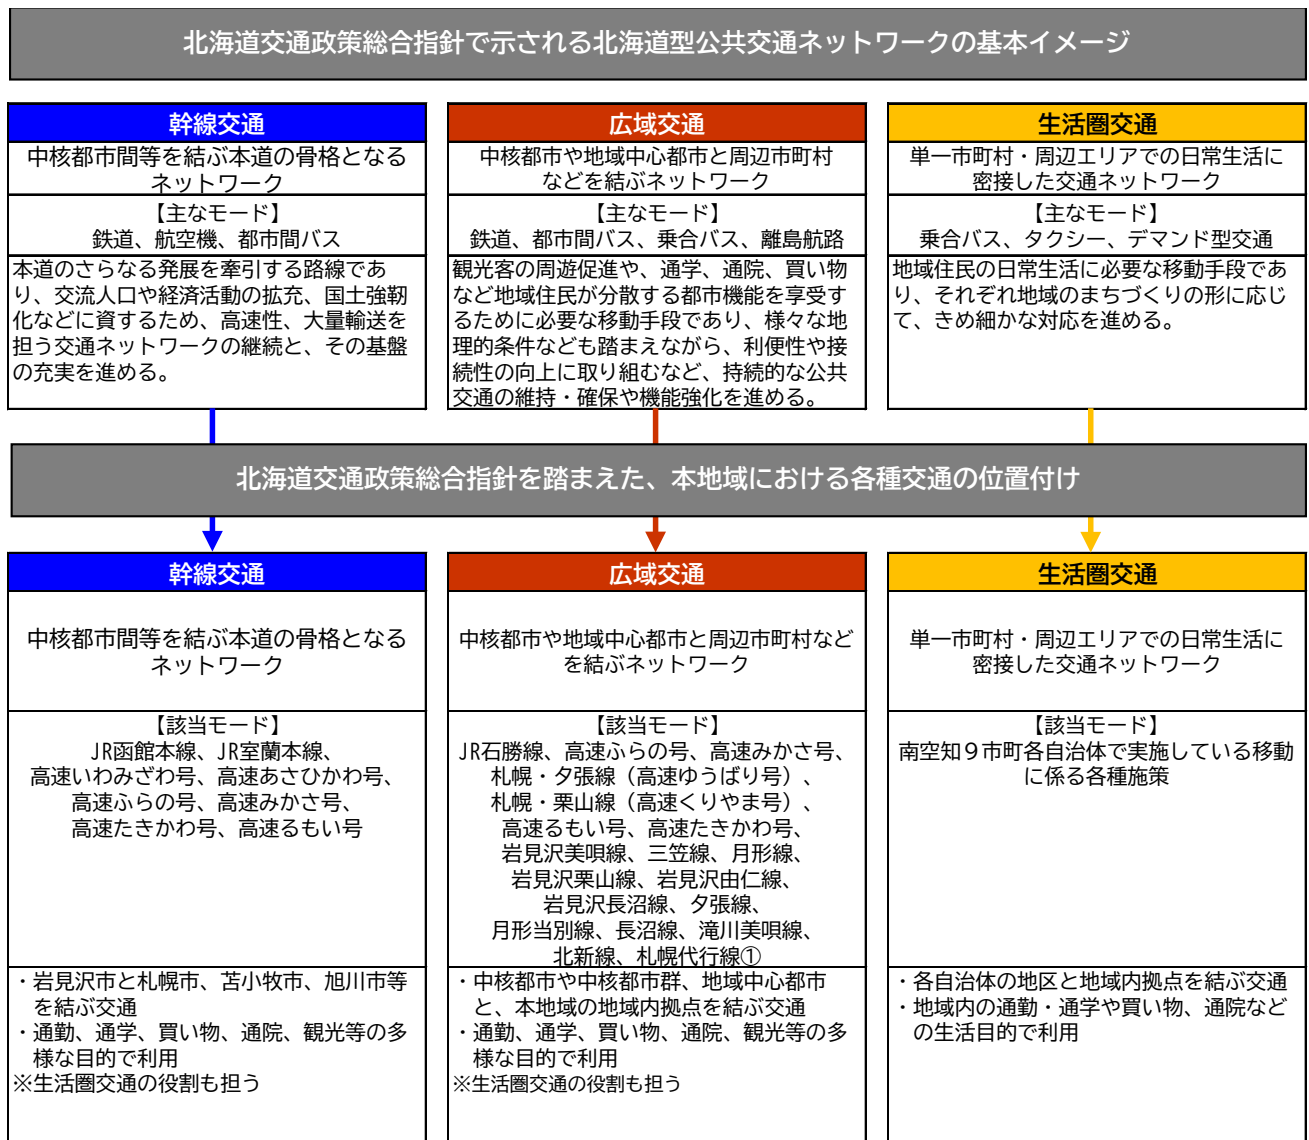 北海道交通政策総合指針で示される北海道型公共交通ネットワークの基本イメージ
幹線交通
中核都市間等を結ぶ本道の骨格となる
ネットワーク
【主なモード】
鉄道、航空機、都市間バス
本道のさらなる発展を牽引する路線であ
り、交流人口や経済活動の拡充、国土強靭
化などに資するため、高速性、大量輸送を
担う交通ネットワークの継続と、その基盤
の充実を進める。
広域交通
中核都市や地域中心都市と周辺市町村
などを結ぶネットワーク
【主なモード】
鉄道、都市間バス、乗合バス、離島航路
観光客の周遊促進や、通学、通院、買い物
など地域住民が分散する都市機能を享受す
るために必要な移動手段であり、様々な地
理的条件なども踏まえながら、利便性や接
続性の向上に取り組むなど、持続的な公共
交通の維持・確保や機能強化を進める。
生活圏交通
単一市町村・周辺エリアでの日常生活に
密接した交通ネットワーク
【主なモード】
乗合バス、タクシー、デマンド型交通
地域住民の日常生活に必要な移動手段であ
り、それぞれ地域のまちづくりの形に応じ
て、きめ細かな対応を進める。
北海道交通政策総合指針を踏まえた、本地域における各種交通の位置付け
幹線交通
中核都市間等を結ぶ本道の骨格となる
ネットワーク
【該当モード】
JR函館本線、JR室蘭本線、
高速いわみざわ号、高速あさひかわ号、
高速ふらの号、高速みかさ号、
高速たきかわ号、高速るもい号
・岩見沢市と札幌市、苫小牧市、旭川市等
を結ぶ交通
・通勤、通学、買い物、通院、観光等の多
様な目的で利用
※生活圏交通の役割も担う
広域交通
中核都市や地域中心都市と周辺市町村など
を結ぶネットワーク
【該当モード】
JR石勝線、高速ふらの号、高速みかさ号、
札幌・夕張線（高速ゆうばり号）、
札幌・栗山線（高速くりやま号）、
高速るもい号、高速たきかわ号、
岩見沢美唄線、三笠線、月形線、
岩見沢栗山線、岩見沢由仁線、
岩見沢長沼線、夕張線、
月形当別線、長沼線、滝川美唄線、
北新線、札幌代行線①
・中核都市や中核都市群、地域中心都市
と、本地域の地域内拠点を結ぶ交通
・通勤、通学、買い物、通院、観光等の多
様な目的で利用
※生活圏交通の役割も担う
生活圏交通
単一市町村・周辺エリアでの日常生活に
密接した交通ネットワーク
【該当モード】
南空知９市町各自治体で実施している移動
に係る各種施策
・各自治体の地区と地域内拠点を結ぶ交通
・地域内の通勤・通学や買い物、通院など
の生活目的で利用